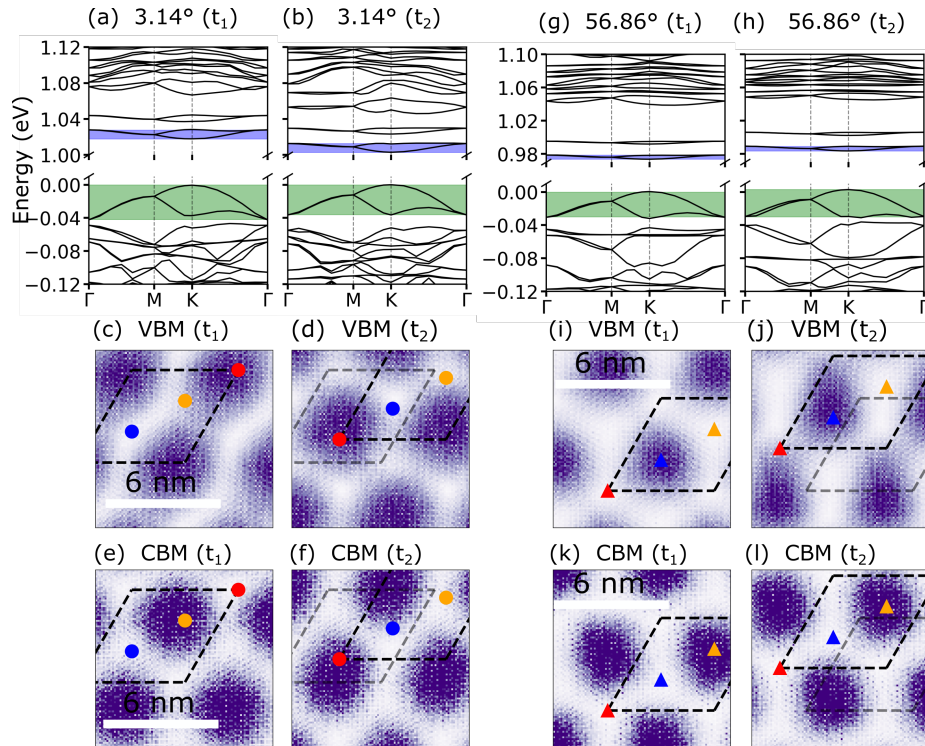 (a) 3.14° (t₁)
(b) 3.14° (t₂)
(g) 56.86° (t₁)
(h) 56.86° (t₂)
Energy (eV)
1.12
1.08
1.04
1.00
0.00
−0.04
−0.08
−0.12
1.10
1.06
1.02
0.98
0.00
−0.04
−0.08
−0.12
Γ M K Γ
Γ M K Γ
Γ M K Γ
Γ M K Γ
(c) VBM (t₁)
(d) VBM (t₂)
(i) VBM (t₁)
(j) VBM (t₂)
6 nm
6 nm
(e) CBM (t₁)
(f) CBM (t₂)
(k) CBM (t₁)
(l) CBM (t₂)
6 nm
6 nm